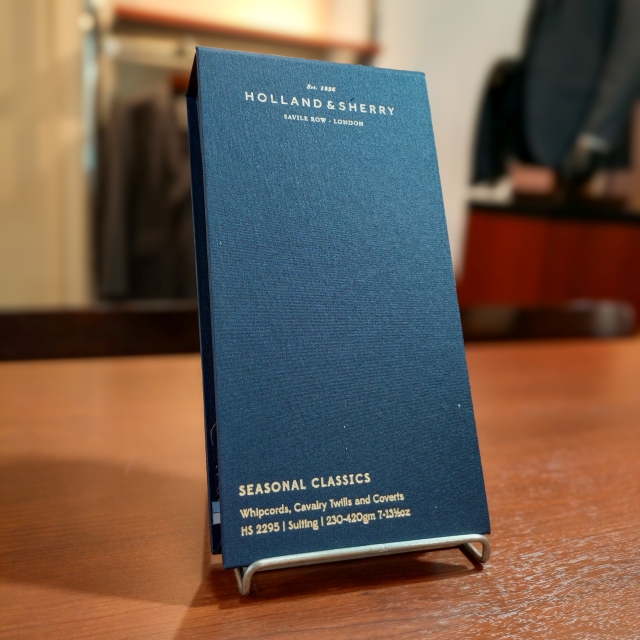 Est. 1836
HOLLAND & SHERRY
SAVILE ROW · LONDON
SEASONAL CLASSICS
Whipcords, Cavalry Twills and Coverts
HS 2295 | Suiting | 230-420gm 7-13½oz